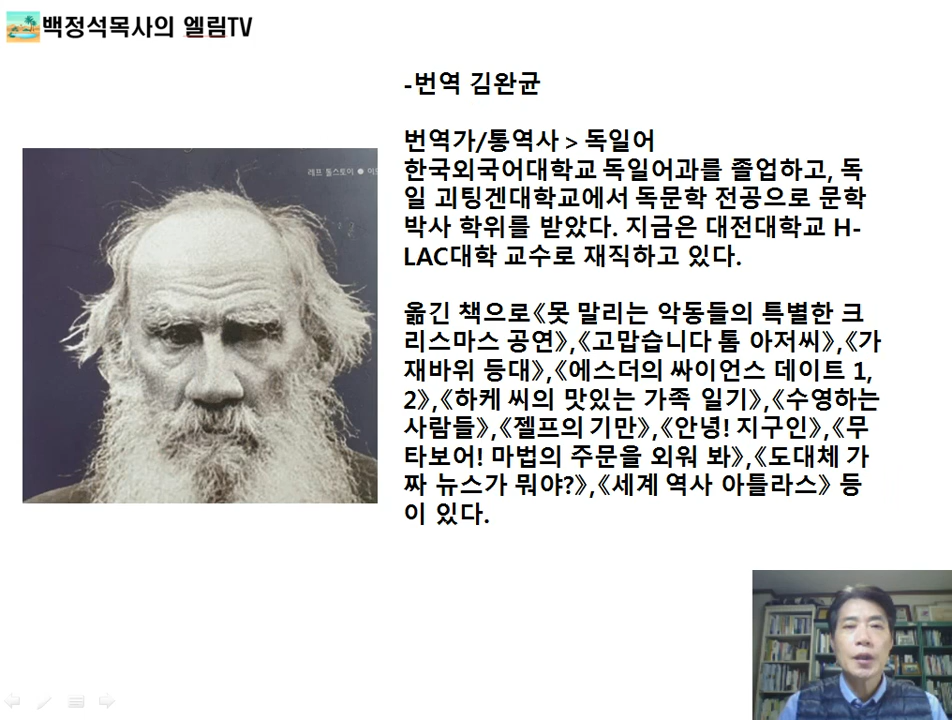 백정석목사의 엘림TV
-번역 김완균
번역가/통역사 > 독일어
한국외국어대학교 독일어과를 졸업하고, 독
일 괴팅겐대학교에서 독문학 전공으로 문학
박사 학위를 받았다. 지금은 대전대학교 H-
LAC대학 교수로 재직하고 있다.
레프 톨스토이 ●
옮긴 책으로《못 말리는 악동들의 특별한 크
리스마스 공연》,《고맙습니다 톰 아저씨》,《가
재바위 등대》,《에스더의 싸이언스 데이트 1,
2》,《하케 씨의 맛있는 가족 일기》,《수영하는
사람들》,《젤프의 기만》,《안녕! 지구인》,《무
타보어! 마법의 주문을 외워 봐》,《도대체 가
짜 뉴스가 뭐야?》,《세계 역사 아틀라스》 등
이 있다.